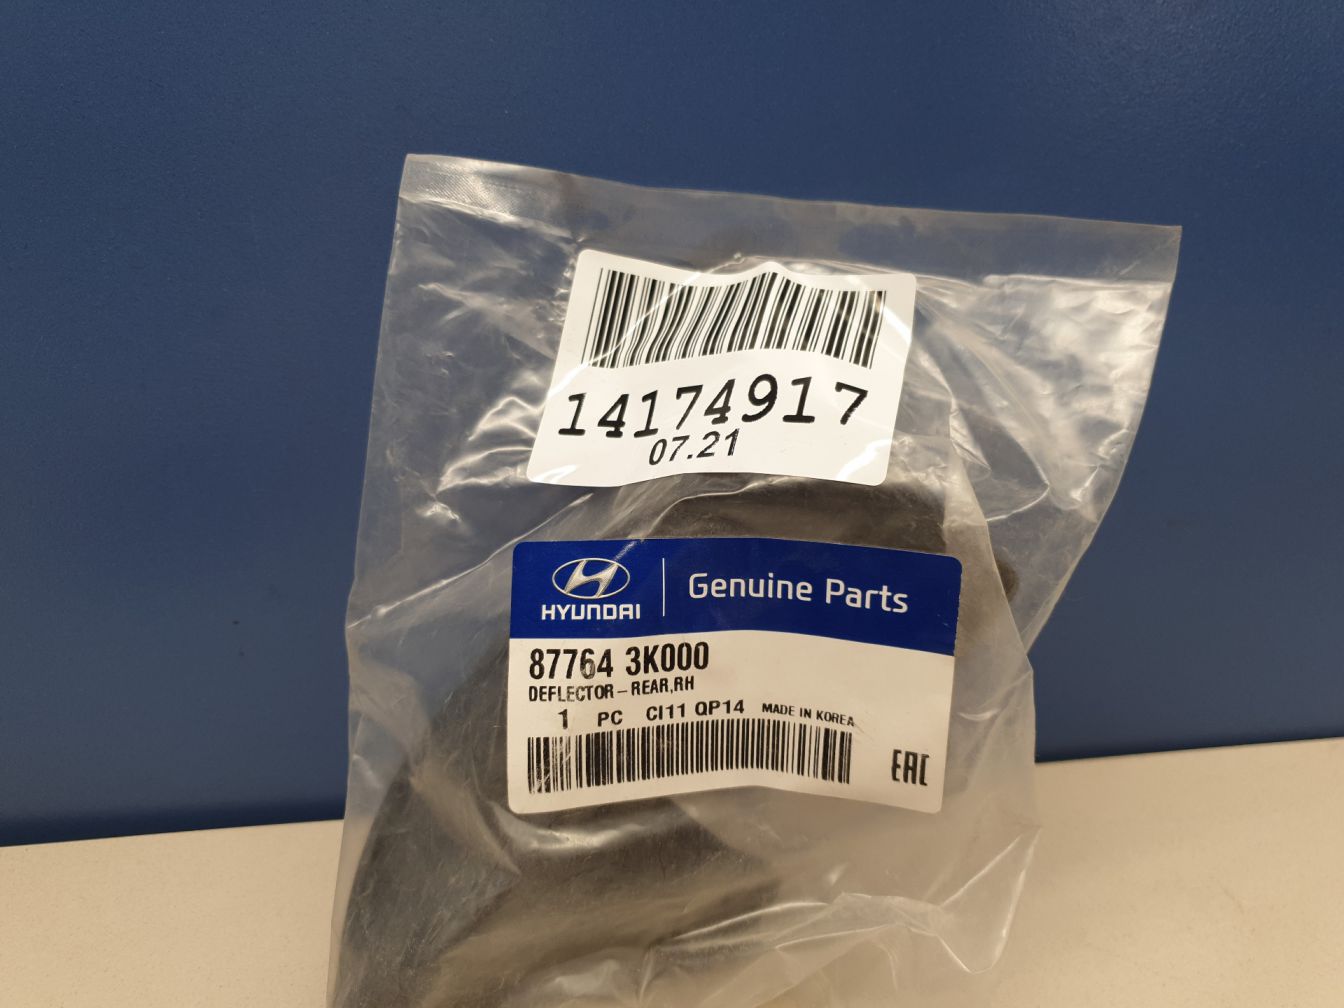 14174917
07.21
HYUNDAI
Genuine Parts
87764 3K000
DEFLECTOR-REAR,RH
1 PC CI11 QP14 MADE IN KOREA
EAC